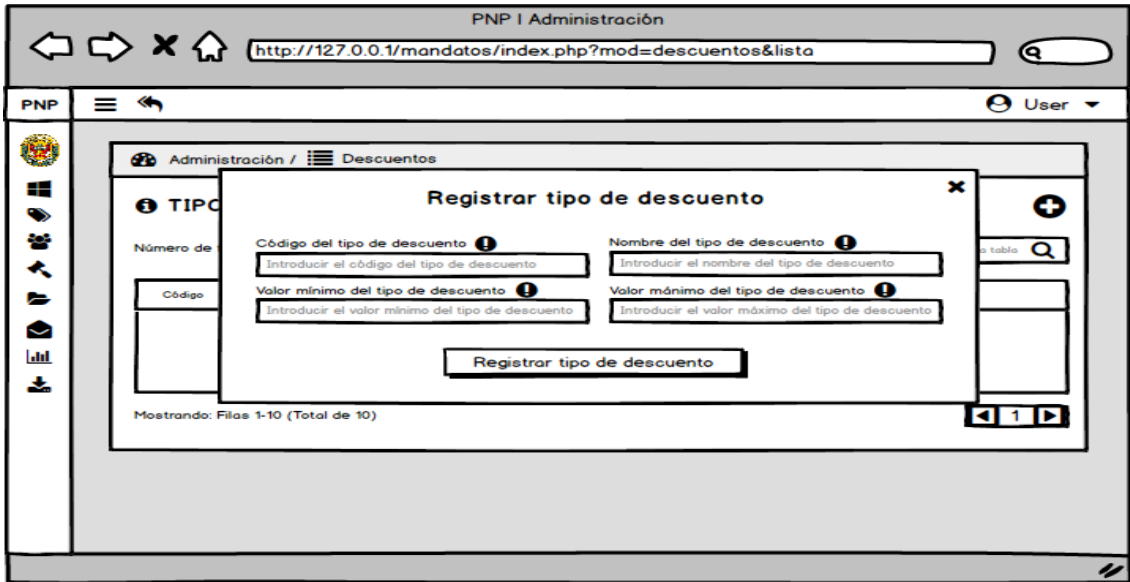 PNP | Administración
http://127.0.0.1/mandatos/index.php?mod=descuentos&lista
PNP
User
Administración / Descuentos
TIPO
Registrar tipo de descuento
Número de
Código del tipo de descuento
Nombre del tipo de descuento
Introducir el código del tipo de descuento
Introducir el nombre del tipo de descuento
tabla
Código
Valor mínimo del tipo de descuento
Valor mánimo del tipo de descuento
Introducir el valor mínimo del tipo de descuento
Introducir el valor máximo del tipo de descuento
Registrar tipo de descuento
Mostrando: Filas 1-10 (Total de 10)
1